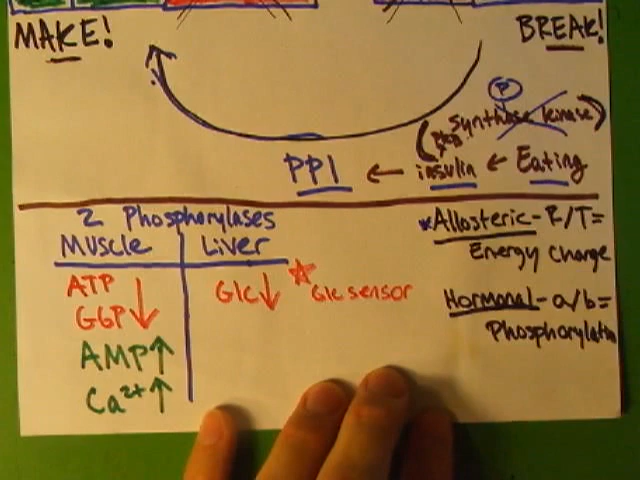 MAKE!
BREAK!
P
synthase kinase
PP1 ← insulin ← Eating
2 Phosphorylases
Muscle Liver
ATP ↓ Glc ↓ Glc sensor
G6P
AMP ↑
Ca²⁺ ↑
*Allosteric - R/T =
Energy Charge
Hormonal - a/b =
Phosphorylatn